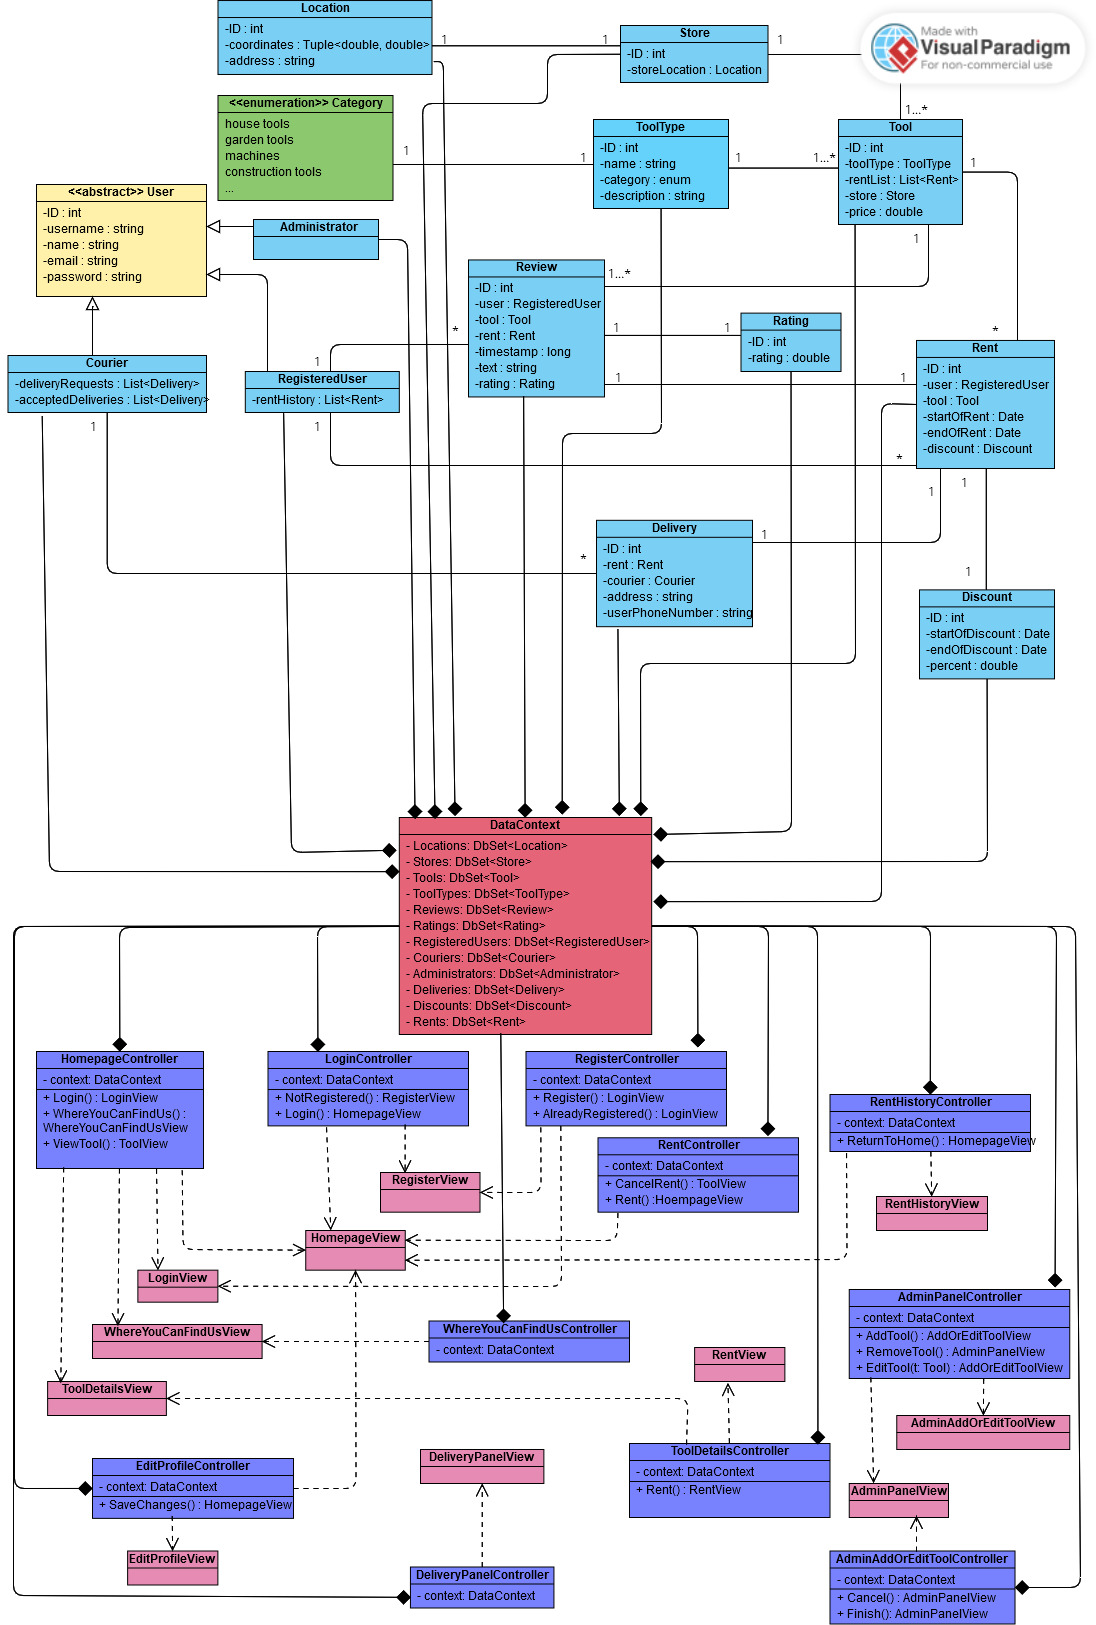 Location
-ID : int
-coordinates : Tuple<double, double>
-address : string
1
1
Store
-ID : int
-storeLocation : Location
1
Made with
VisualParadigm
For non-commercial use
<<enumeration>> Category
house tools
garden tools
machines
construction tools
...
1
1
ToolType
-ID : int
-name : string
-category : enum
-description : string
1
1...*
1...*
Tool
-ID : int
-toolType : ToolType
-rentList : List<Rent>
-store : Store
-price : double
1
1
<<abstract>> User
-ID : int
-username : string
-name : string
-email : string
-password : string
Administrator
Review
-ID : int
-user : RegisteredUser
-tool : Tool
-rent : Rent
-timestamp : long
-text : string
-rating : Rating
1...*
1
1
1
1
*
*
Rating
-ID : int
-rating : double
Rent
-ID : int
-user : RegisteredUser
-tool : Tool
-startOfRent : Date
-endOfRent : Date
-discount : Discount
Courier
-deliveryRequests : List<Delivery>
-acceptedDeliveries : List<Delivery>
1
1
RegisteredUser
-rentHistory : List<Rent>
1
*
1
1
Delivery
-ID : int
-rent : Rent
-courier : Courier
-address : string
-userPhoneNumber : string
1
*
1
Discount
-ID : int
-startOfDiscount : Date
-endOfDiscount : Date
-percent : double
DataContext
- Locations: DbSet<Location>
- Stores: DbSet<Store>
- Tools: DbSet<Tool>
- ToolTypes: DbSet<ToolType>
- Reviews: DbSet<Review>
- Ratings: DbSet<Rating>
- RegisteredUsers: DbSet<RegisteredUser>
- Couriers: DbSet<Courier>
- Administrators: DbSet<Administrator>
- Deliveries: DbSet<Delivery>
- Discounts: DbSet<Discount>
- Rents: DbSet<Rent>
HomepageController
- context: DataContext
+ Login() : LoginView
+ WhereYouCanFindUs() :
WhereYouCanFindUsView
+ ViewTool() : ToolView
LoginController
- context: DataContext
+ NotRegistered() : RegisterView
+ Login() : HomepageView
RegisterController
- context: DataContext
+ Register() : LoginView
+ AlreadyRegistered() : LoginView
RentController
- context: DataContext
+ CancelRent() : ToolView
+ Rent() :HoempageView
RentHistoryController
- context: DataContext
+ ReturnToHome() : HomepageView
RegisterView
RentHistoryView
HomepageView
LoginView
WhereYouCanFindUsView
WhereYouCanFindUsController
- context: DataContext
AdminPanelController
- context: DataContext
+ AddTool() : AddOrEditToolView
+ RemoveTool() : AdminPanelView
+ EditTool(t: Tool) : AddOrEditToolView
RentView
ToolDetailsView
AdminAddOrEditToolView
ToolDetailsController
- context: DataContext
+ Rent() : RentView
DeliveryPanelView
EditProfileController
- context: DataContext
+ SaveChanges() : HomepageView
AdminPanelView
EditProfileView
DeliveryPanelController
- context: DataContext
AdminAddOrEditToolController
- context: DataContext
+ Cancel() : AdminPanelView
+ Finish(): AdminPanelView